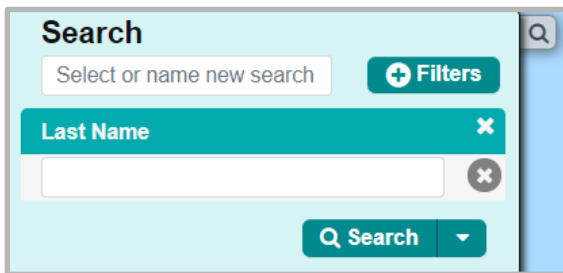 Search
Select or name new search
Filters
Last Name
Search